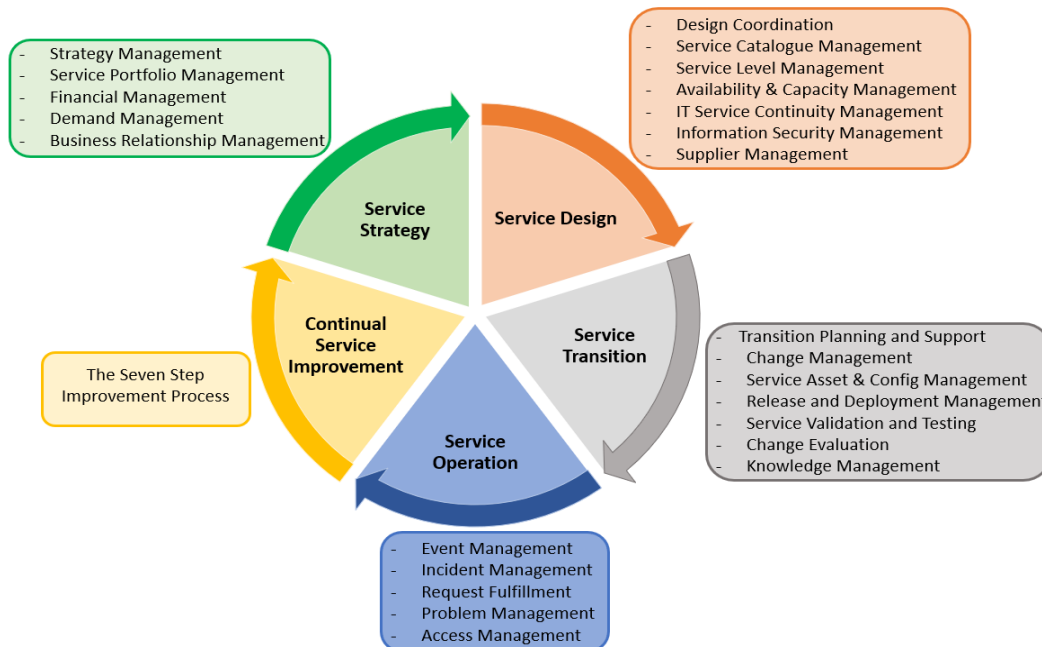 - Strategy Management
- Service Portfolio Management
- Financial Management
- Demand Management
- Business Relationship Management
- Design Coordination
- Service Catalogue Management
- Service Level Management
- Availability & Capacity Management
- IT Service Continuity Management
- Information Security Management
- Supplier Management
Service
Strategy
Service Design
Continual
Service
Improvement
Service
Transition
Service
Operation
The Seven Step
Improvement Process
- Transition Planning and Support
- Change Management
- Service Asset & Config Management
- Release and Deployment Management
- Service Validation and Testing
- Change Evaluation
- Knowledge Management
- Event Management
- Incident Management
- Request Fulfillment
- Problem Management
- Access Management